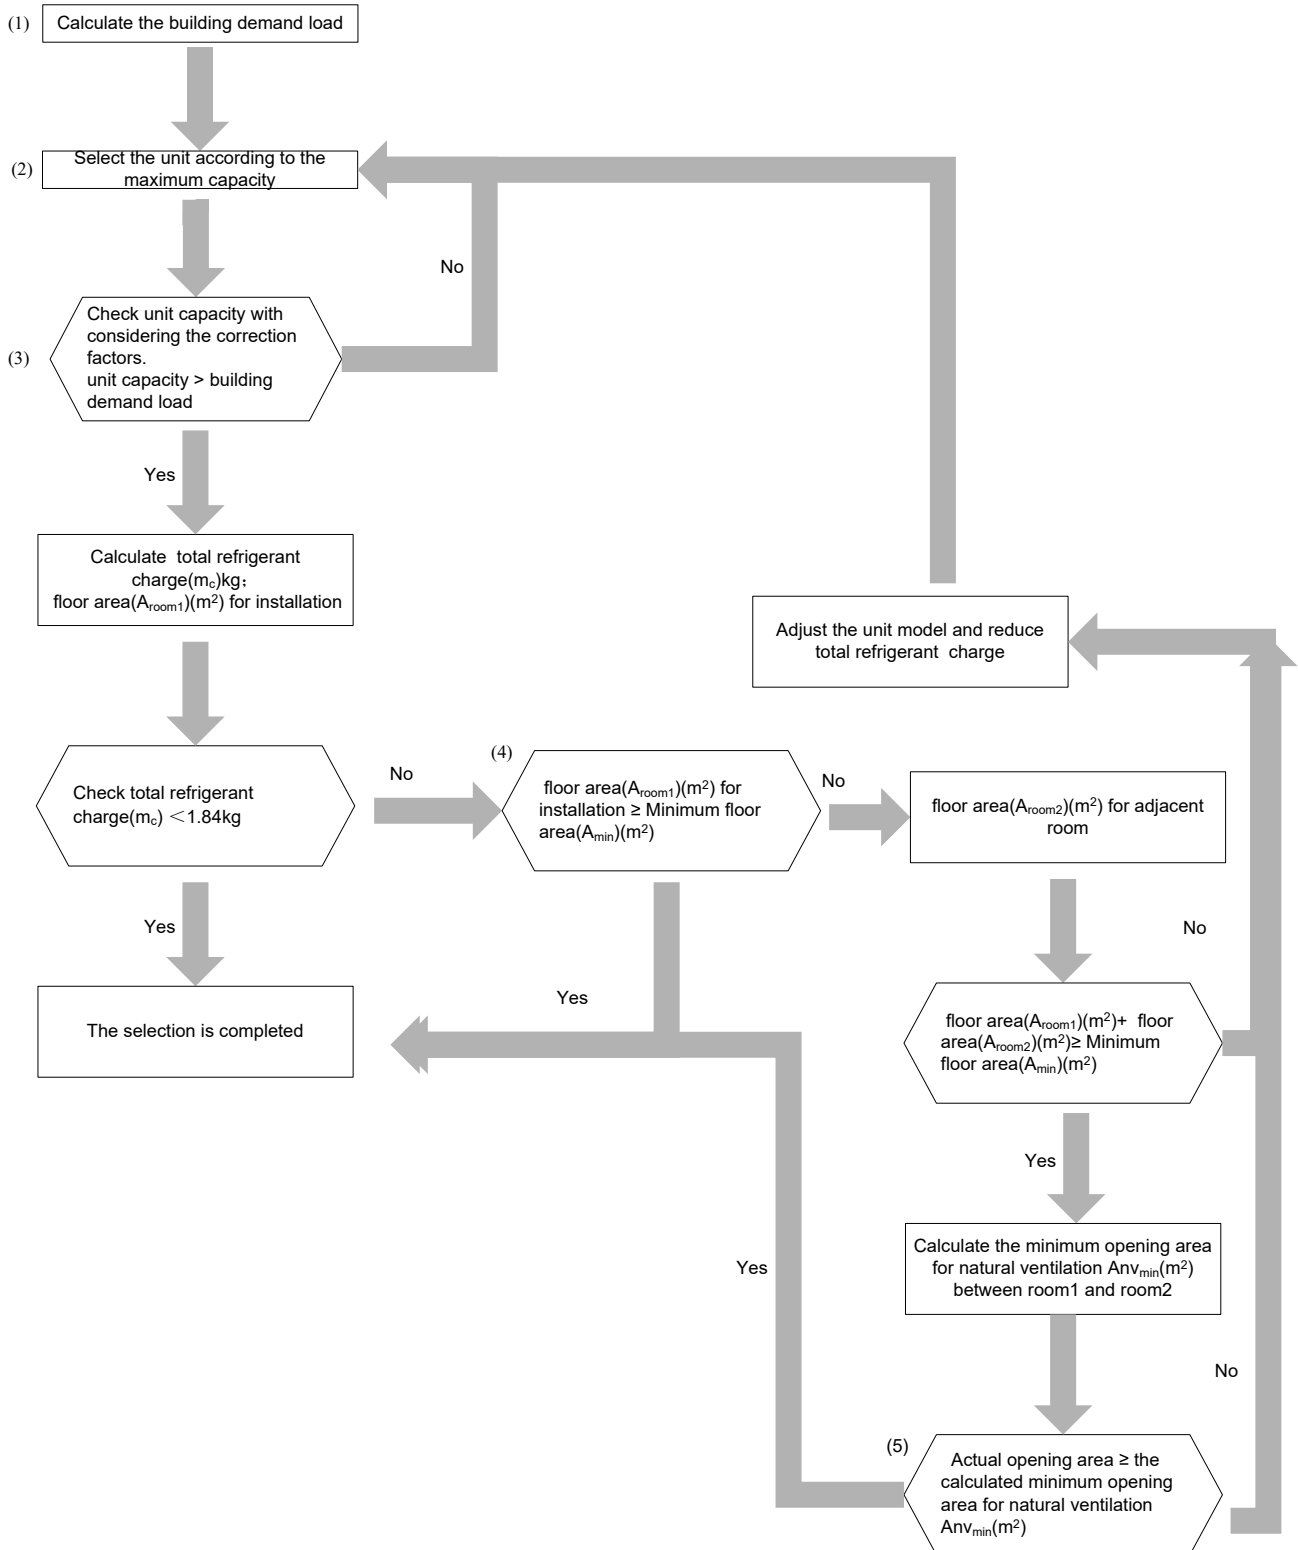 (1)
Calculate the building demand load
(2)
Select the unit according to the
maximum capacity
No
(3)
Check unit capacity with
considering the correction
factors.
unit capacity > building
demand load
Yes
Calculate  total refrigerant
charge(mc)kg；
floor area(Aroom1)(m²) for installation
Adjust the unit model and reduce
total refrigerant  charge
Check total refrigerant
charge(mc) ＜1.84kg
No
(4)
floor area(Aroom1)(m²) for
installation ≥ Minimum floor
area(Amin)(m²)
No
floor area(Aroom2)(m²) for adjacent
room
Yes
No
Yes
The selection is completed
floor area(Aroom1)(m²)+  floor
area(Aroom2)(m²)≥ Minimum
floor area(Amin)(m²)
Yes
Calculate the minimum opening area
for natural ventilation Anvmin(m²)
between room1 and room2
Yes
No
(5)
Actual opening area ≥ the
calculated minimum opening
area for natural ventilation
Anvmin(m²)